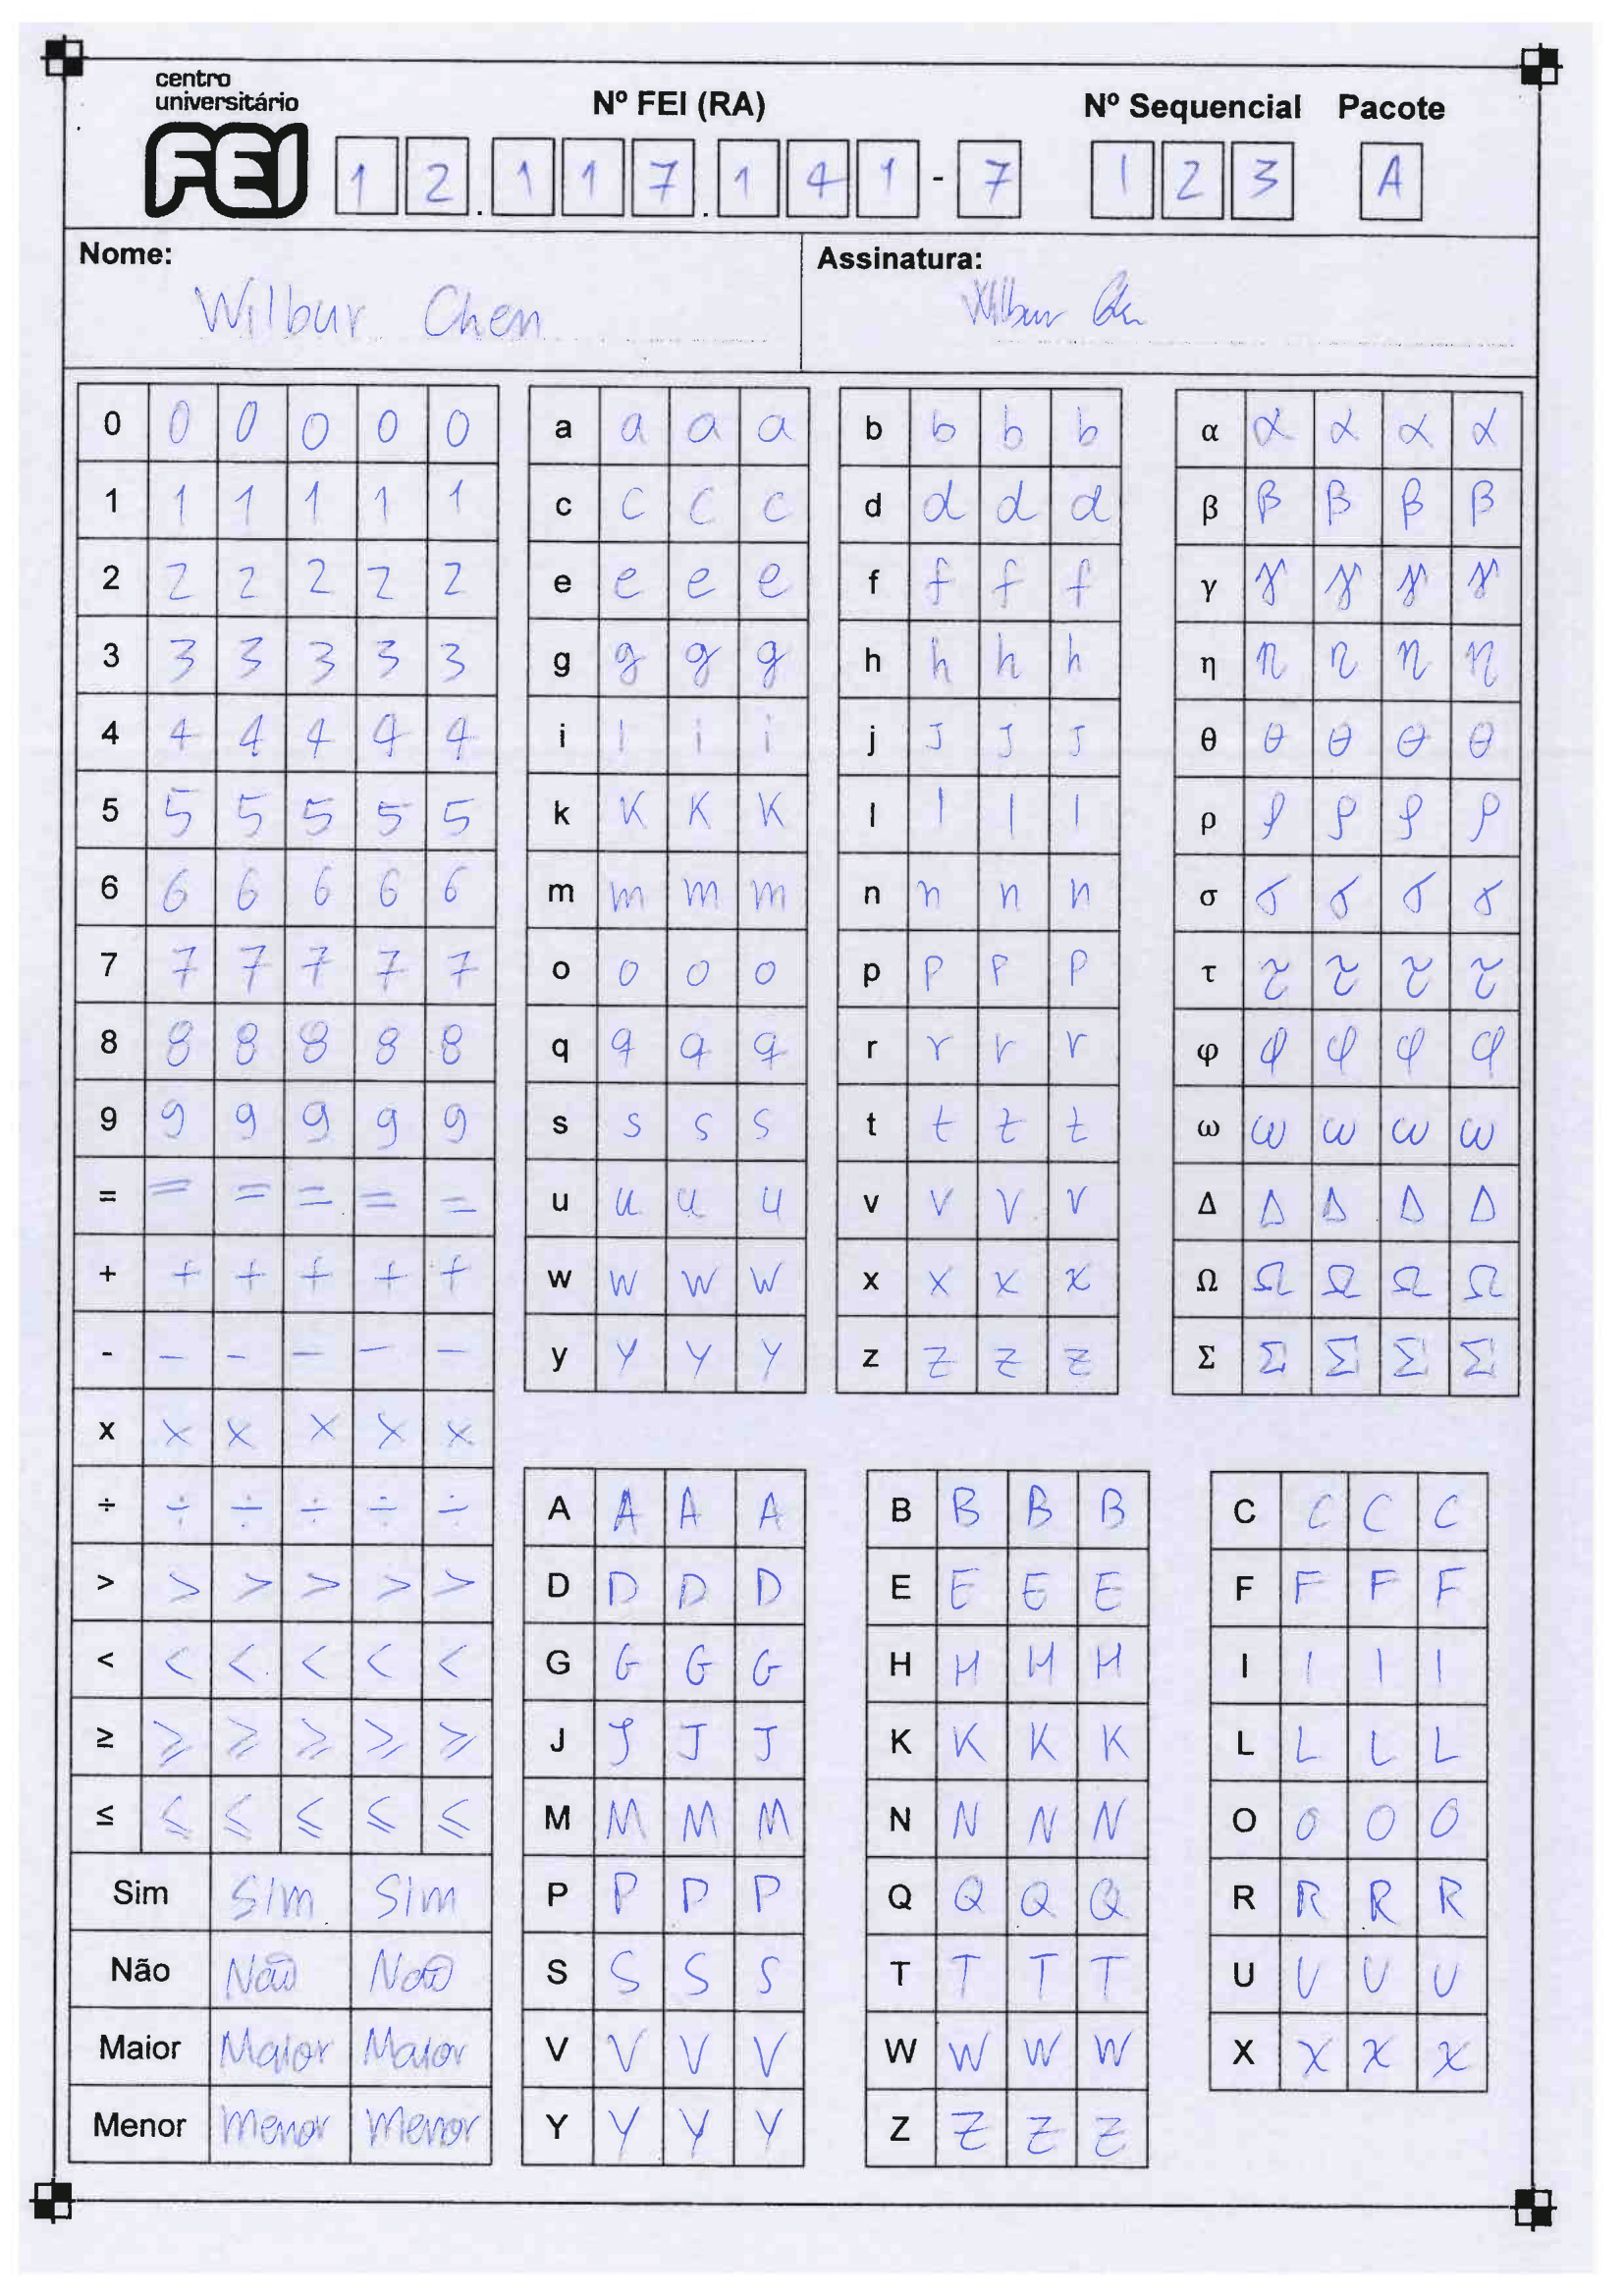 centro
universitário
FEI
Nº FEI (RA)
Nº Sequencial Pacote
1 2 . 1 1 7 . 1 4 1 - 7
1 2 3
A
Nome:
Wilbur Chen
Assinatura:
Wilbur Chen
0 0 0 0 0 0
1 1 1 1 1 1
2 2 2 2 2 2
3 3 3 3 3 3
4 4 4 4 4 4
5 5 5 5 5 5
6 6 6 6 6 6
7 7 7 7 7 7
8 8 8 8 8 8
9 9 9 9 9 9
= = = = = =
+ + + + + +
- - - - - -
x x x x x x
÷ ÷ ÷ ÷ ÷ ÷
> > > > > >
< < < < < <
≥ ≥ ≥ ≥ ≥ ≥
≤ ≤ ≤ ≤ ≤ ≤
Sim Sim Sim
Não Não Não
Maior Maior Maior
Menor menor menor
a a a a
c c c c
e e e e
g g g g
i i i i
k k k k
m m m m
o o o o
q q q q
s s s s
u u u u
w w w w
y y y y
b b b b
d d d d
f f f f
h h h h
j j j j
l l l l
n n n n
p p p p
r r r r
t t t t
v v v v
x x x x
z z z z
α α α α α
β β β β β
γ γ γ γ γ
η η η η η
θ θ θ θ θ
ρ ρ ρ ρ ρ
σ σ σ σ σ
τ τ τ τ τ
φ φ φ φ φ
ω ω ω ω ω
Δ Δ Δ Δ Δ
Ω Ω Ω Ω Ω
Σ Σ Σ Σ Σ
A A A A
D D D D
G G G G
J J J J
M M M M
P P P P
S S S S
V V V V
Y Y Y Y
B B B B
E E E E
H H H H
K K K K
N N N N
Q Q Q Q
T T T T
W W W W
Z Z Z Z
C C C C
F F F F
I I I I
L L L L
O O O O
R R R R
U U U U
X X X X